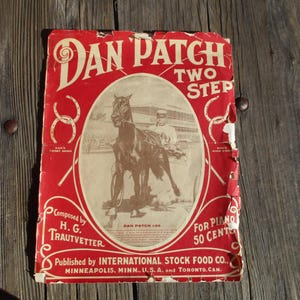 DAN PATCH
TWO
STEP
DAN PATCH 1:55
Composed by
H. G.
TRAUTVETTER
FOR PIANO
50 CENTS
Published by INTERNATIONAL STOCK FOOD CO.
MINNEAPOLIS, MINN. U.S.A. and TORONTO, CAN.